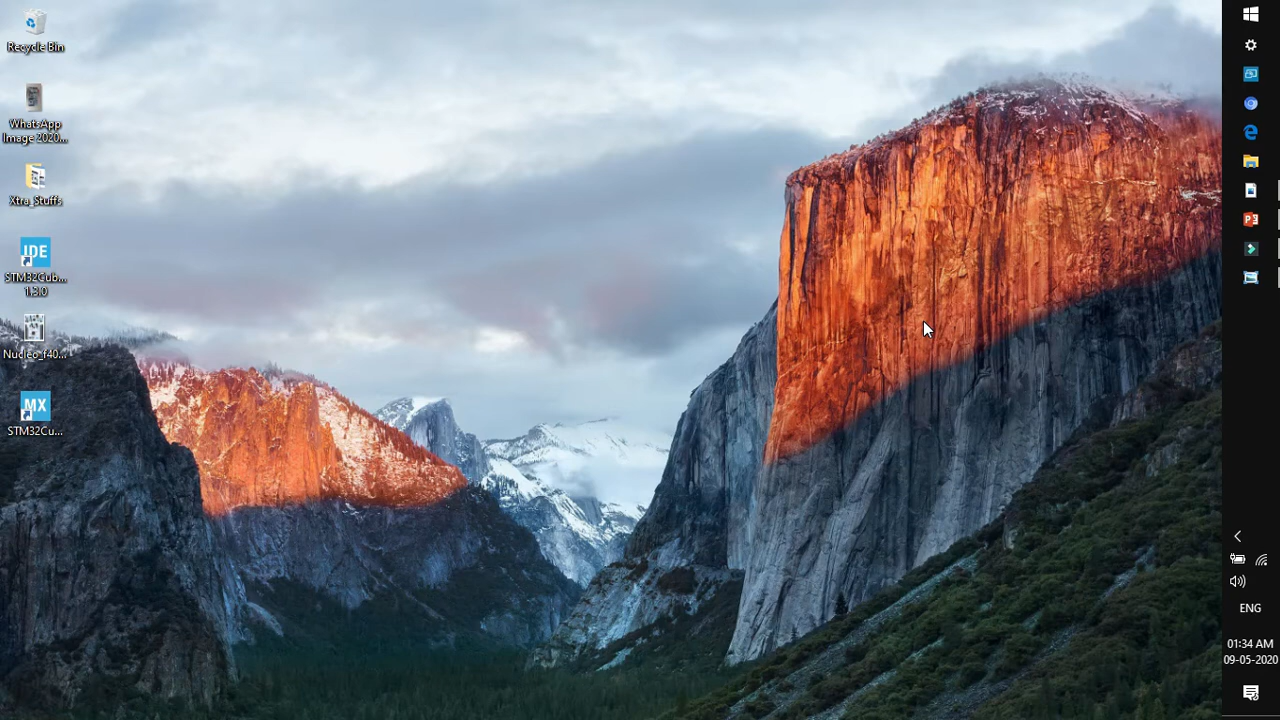 Recycle Bin
WhatsApp
Image 2020...
Xtra_Stuffs
IDE
STM32Cub...
1.3.0
Nucleo_f40...
MX
STM32Cu...
P
ENG
01:34 AM
09-05-2020